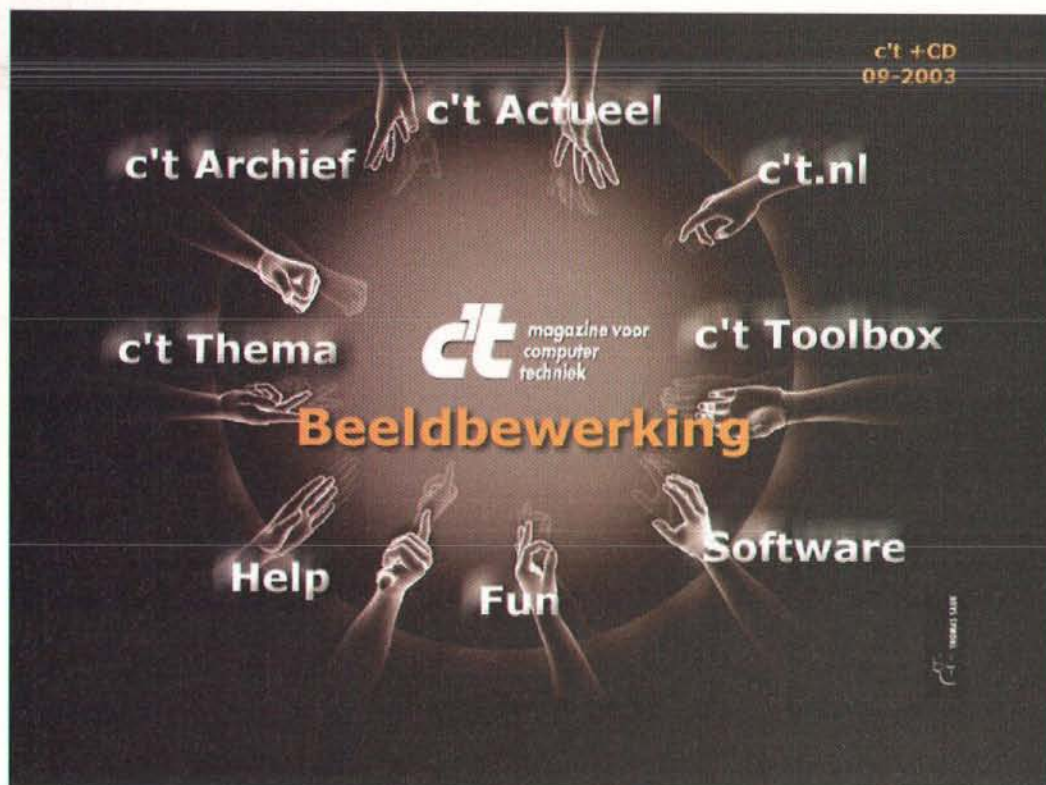 c't +CD
09-2003
c't Actueel
c't Archief
c't.nl
c't Thema
c't
magazine voor
computer
techniek
c't Toolbox
Beeldbewerking
Help
Fun
Software